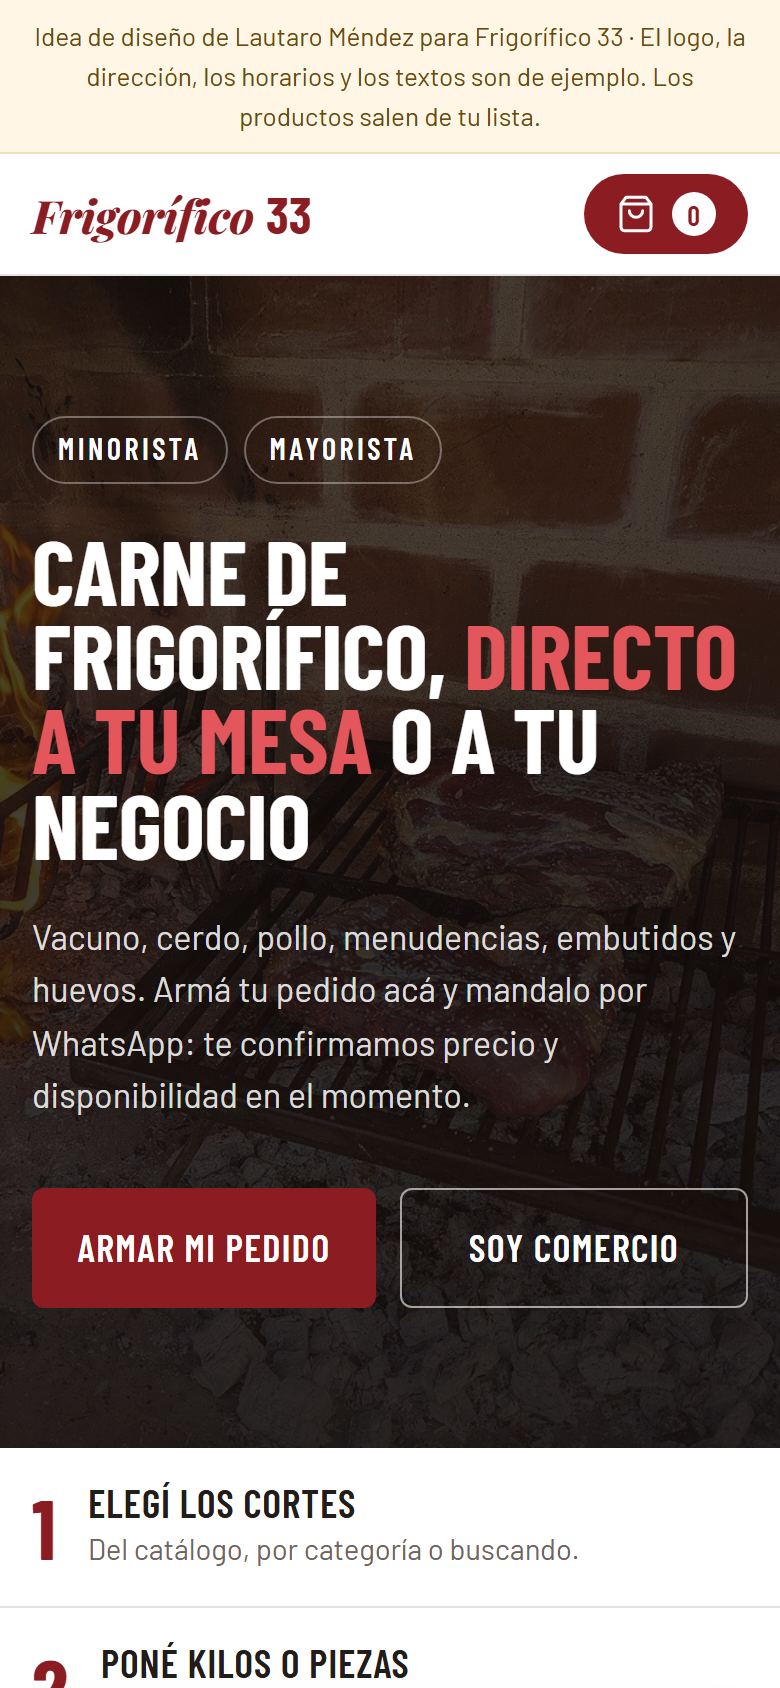 Idea de diseño de Lautaro Méndez para Frigorífico 33 · El logo, la
dirección, los horarios y los textos son de ejemplo. Los
productos salen de tu lista.
Frigorífico 33
0
MINORISTA
MAYORISTA
CARNE DE
FRIGORÍFICO, DIRECTO
A TU MESA O A TU
NEGOCIO
Vacuno, cerdo, pollo, menudencias, embutidos y
huevos. Armá tu pedido acá y mandalo por
WhatsApp: te confirmamos precio y
disponibilidad en el momento.
ARMAR MI PEDIDO
SOY COMERCIO
1
ELEGÍ LOS CORTES
Del catálogo, por categoría o buscando.
2
PONÉ KILOS O PIEZAS